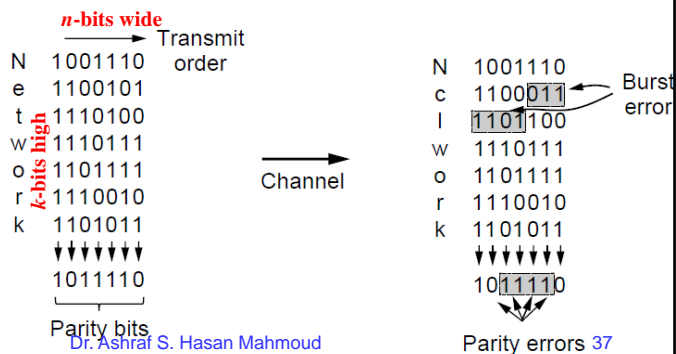 n-bits wide
Transmit
order
k-bits high
N 1001110
e 1100101
t 1110100
w 1110111
o 1101111
r 1110010
k 1101011
1011110
Parity bits
Channel
N 1001110
c 1100011
l 1101100
w 1110111
o 1101111
r 1110010
k 1101011
1011110
Burst
error
Parity errors
Dr. Ashraf S. Hasan Mahmoud
37